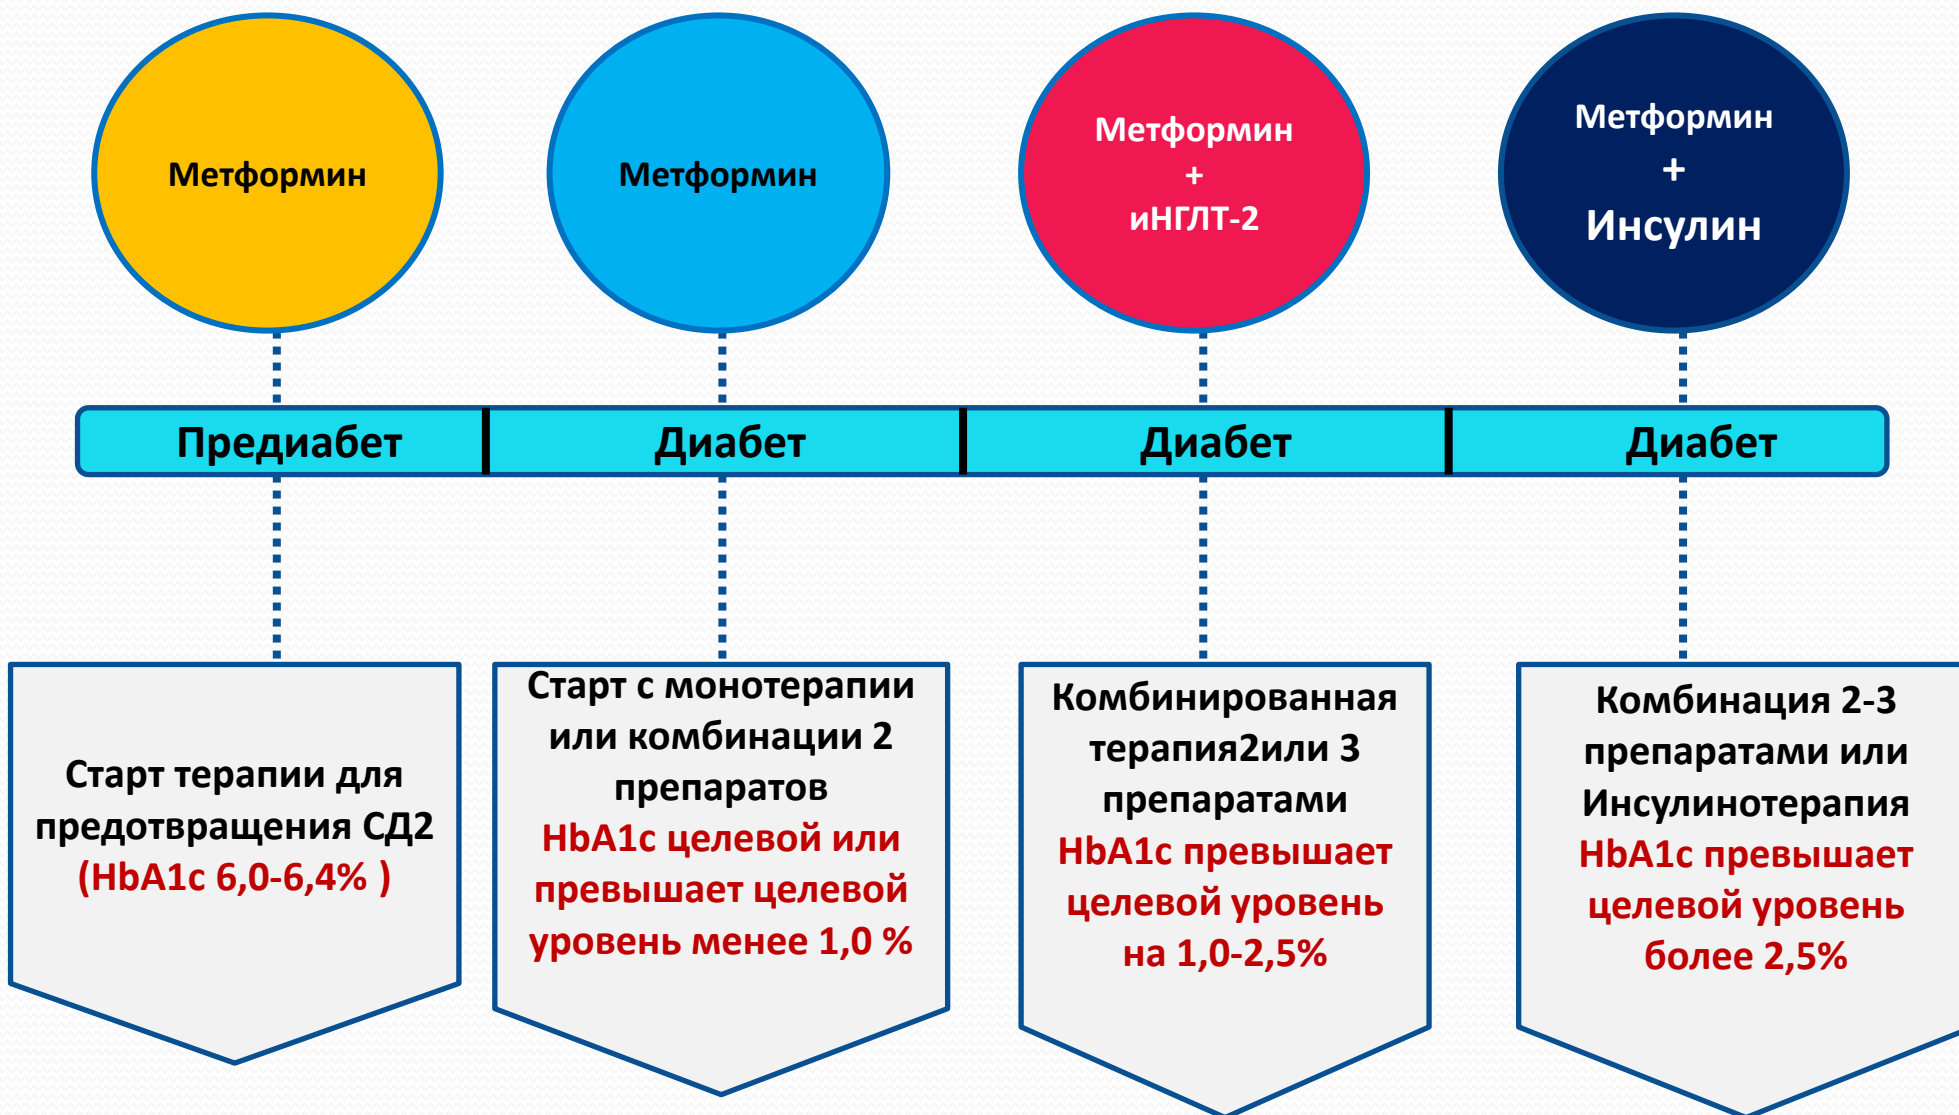 Метформин
Метформин
Метформин
+
иНГЛТ-2
Метформин
+
Инсулин
Предиабет
Диабет
Диабет
Диабет
Старт терапии для
предотвращения СД2
(HbA1c 6,0-6,4% )
Старт с монотерапии
или комбинации 2
препаратов
HbA1c целевой или
превышает целевой
уровень менее 1,0 %
Комбинированная
терапия2или 3
препаратами
HbA1c превышает
целевой уровень
на 1,0-2,5%
Комбинация 2-3
препаратами или
Инсулинотерапия
HbA1c превышает
целевой уровень
более 2,5%